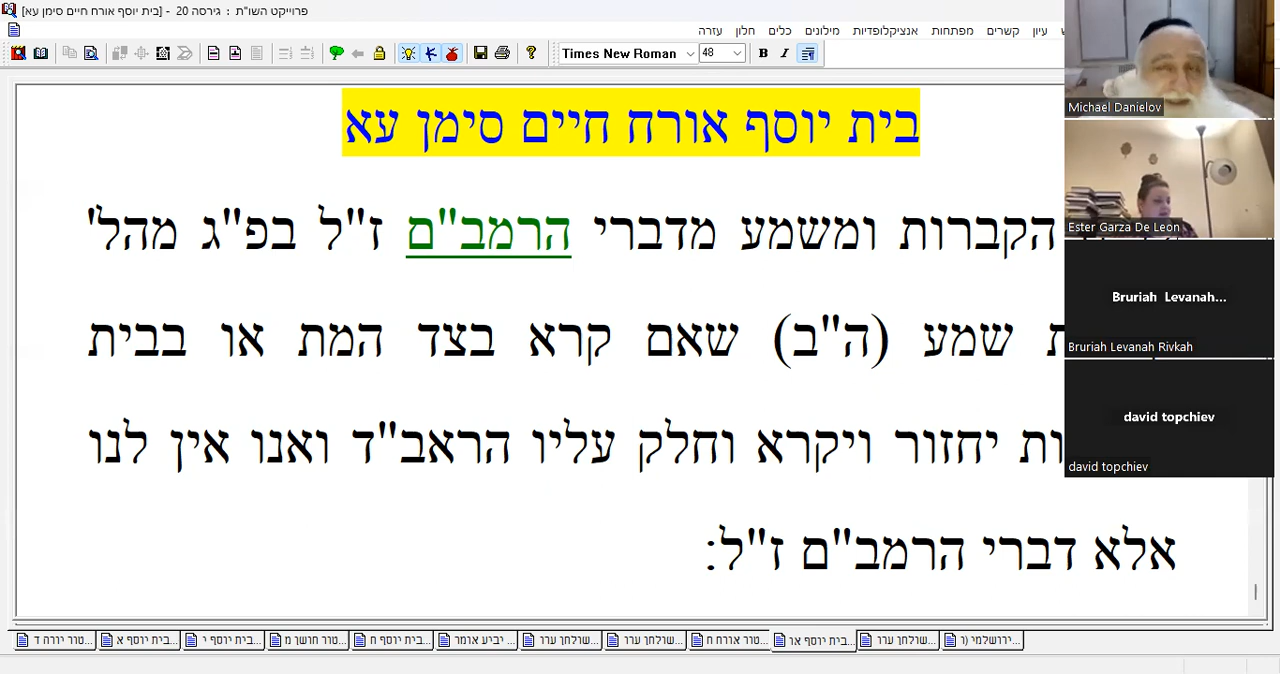 פרוייקט השו"ת : גירסה 20 - [בית יוסף אורח חיים סימן עא]
עיון קשרים מפתחות אנציקלופדיות מילונים כלים חלון עזרה
Times New Roman 48 B I
בית יוסף אורח חיים סימן עא
הקברות ומשמע מדברי הרמב"ם ז"ל בפ"ג מהל'
שמע (ה"ב) שאם קרא בצד המת או בבית
יחזור ויקרא וחלק עליו הראב"ד ואנו אין לנו
אלא דברי הרמב"ם ז"ל:
Michael Danielov
Ester Garza De Leon
Bruriah Levanah...
Bruriah Levanah Rivkah
david topchiev
david topchiev
ירושלמי (ו... שולחן ערו... בית יוסף או... טור אורח ח... שולחן ערו... שולחן ערו... יביע אומר... בית יוסף ח... טור חושן מ... בית יוסף י... בית יוסף א... טור יורה ד...